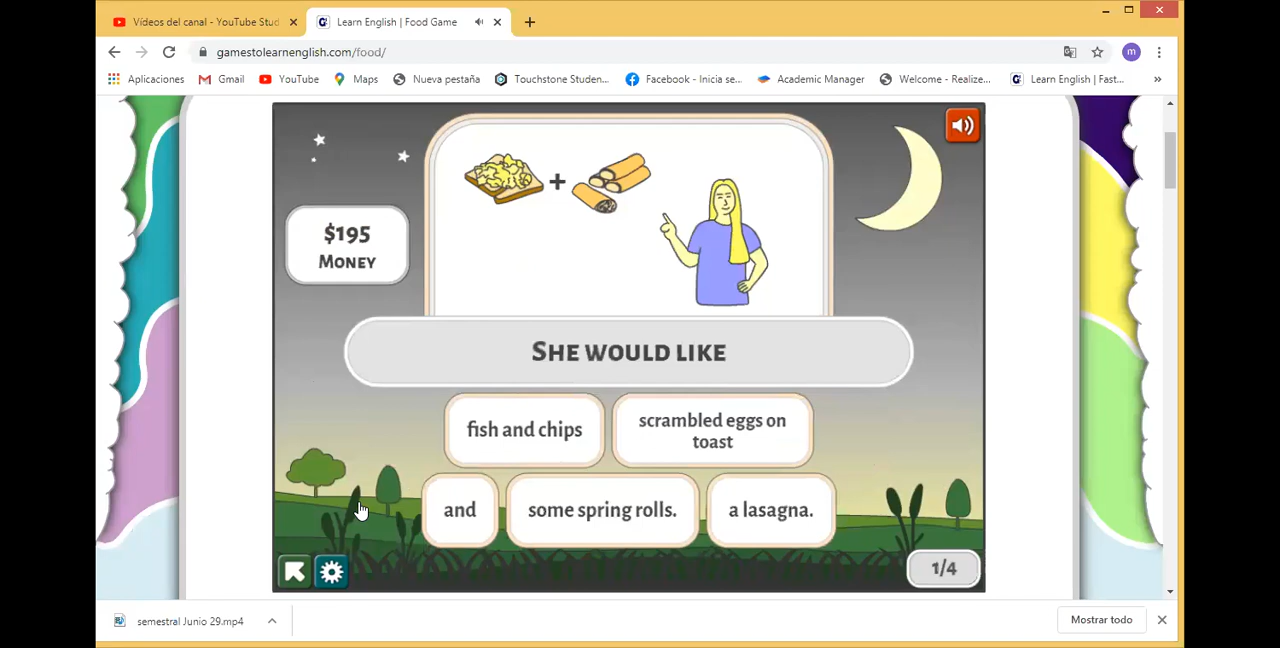 Vídeos del canal - YouTube Stud
Learn English | Food Game
gamestolearnenglish.com/food/
m
Aplicaciones
Gmail
YouTube
Maps
Nueva pestaña
Touchstone Studen...
Facebook - Inicia se...
Academic Manager
Welcome - Realize...
Learn English | Fast...
»
$195
MONEY
+
SHE WOULD LIKE
fish and chips
scrambled eggs on
toast
and
some spring rolls.
a lasagna.
1/4
semestral Junio 29.mp4
Mostrar todo